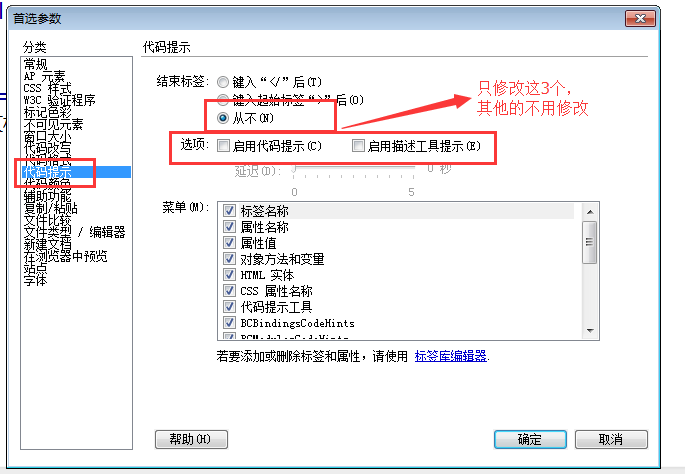 首选参数
分类
常规
AP 元素
CSS 样式
W3C 验证程序
标记色彩
不可见元素
窗口大小
代码改写
代码格式
代码提示
代码颜色
辅助功能
复制/粘贴
文件比较
文件类型 / 编辑器
新建文档
在浏览器中预览
站点
字体
代码提示
结束标签:
键入“</”后(T)
键入起始标签“>”后(O)
从不(N)
只修改这3个,
其他的不用修改
选项:
启用代码提示(C)
启用描述工具提示(E)
延迟(D):
0 秒
0
5
菜单(M):
标签名称
属性名称
属性值
对象方法和变量
HTML 实体
CSS 属性名称
代码提示工具
BCBindingsCodeHints
BCModulesCodeHints
若要添加或删除标签和属性，请使用 标签库编辑器.
帮助(H)
确定
取消